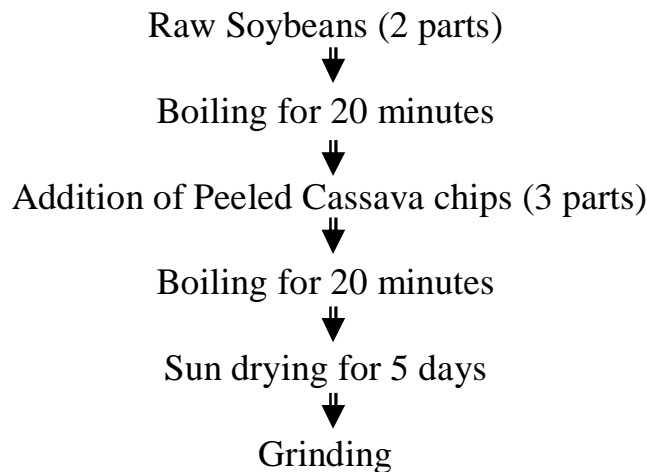 Raw Soybeans (2 parts)
Boiling for 20 minutes
Addition of Peeled Cassava chips (3 parts)
Boiling for 20 minutes
Sun drying for 5 days
Grinding